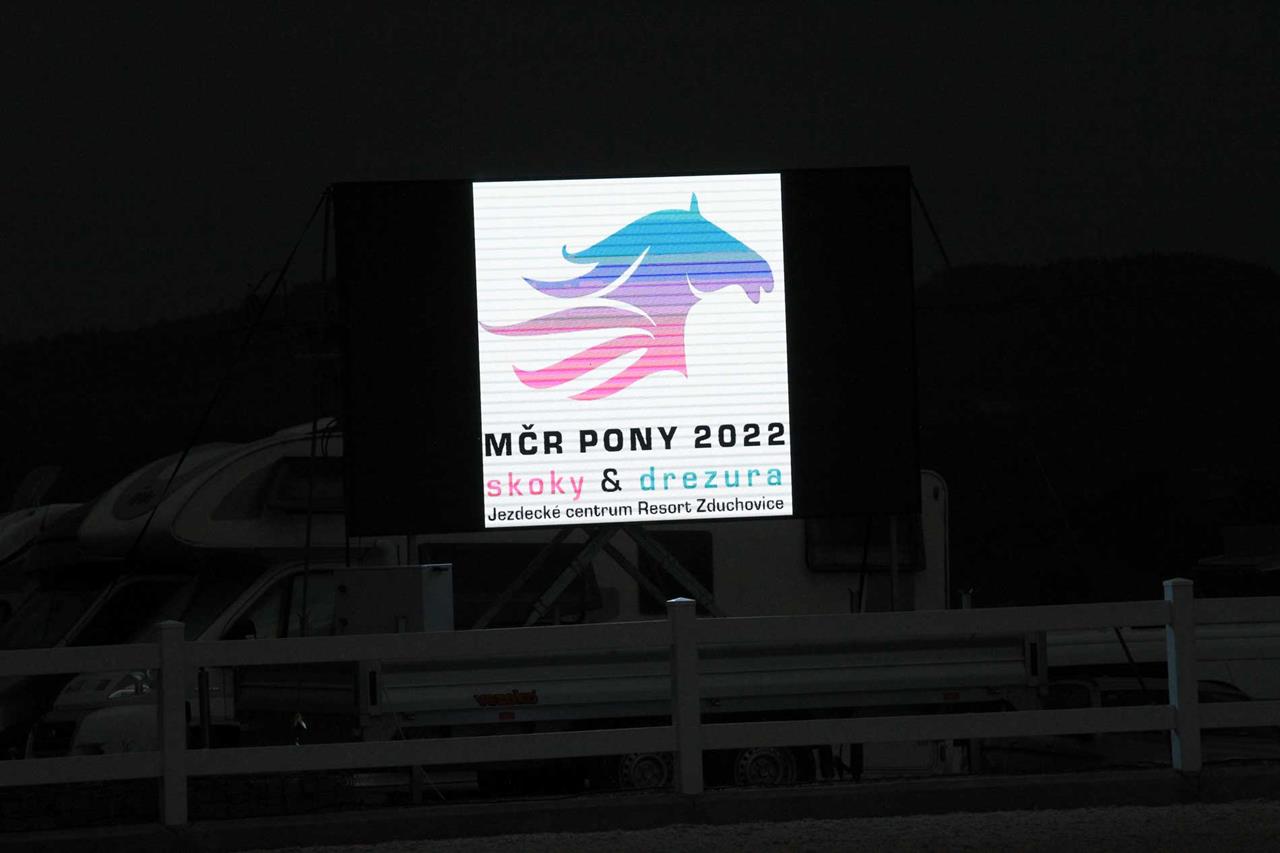 MČR PONY 2022
skoky & drezura
Jezdecké centrum Resort Zduchovice